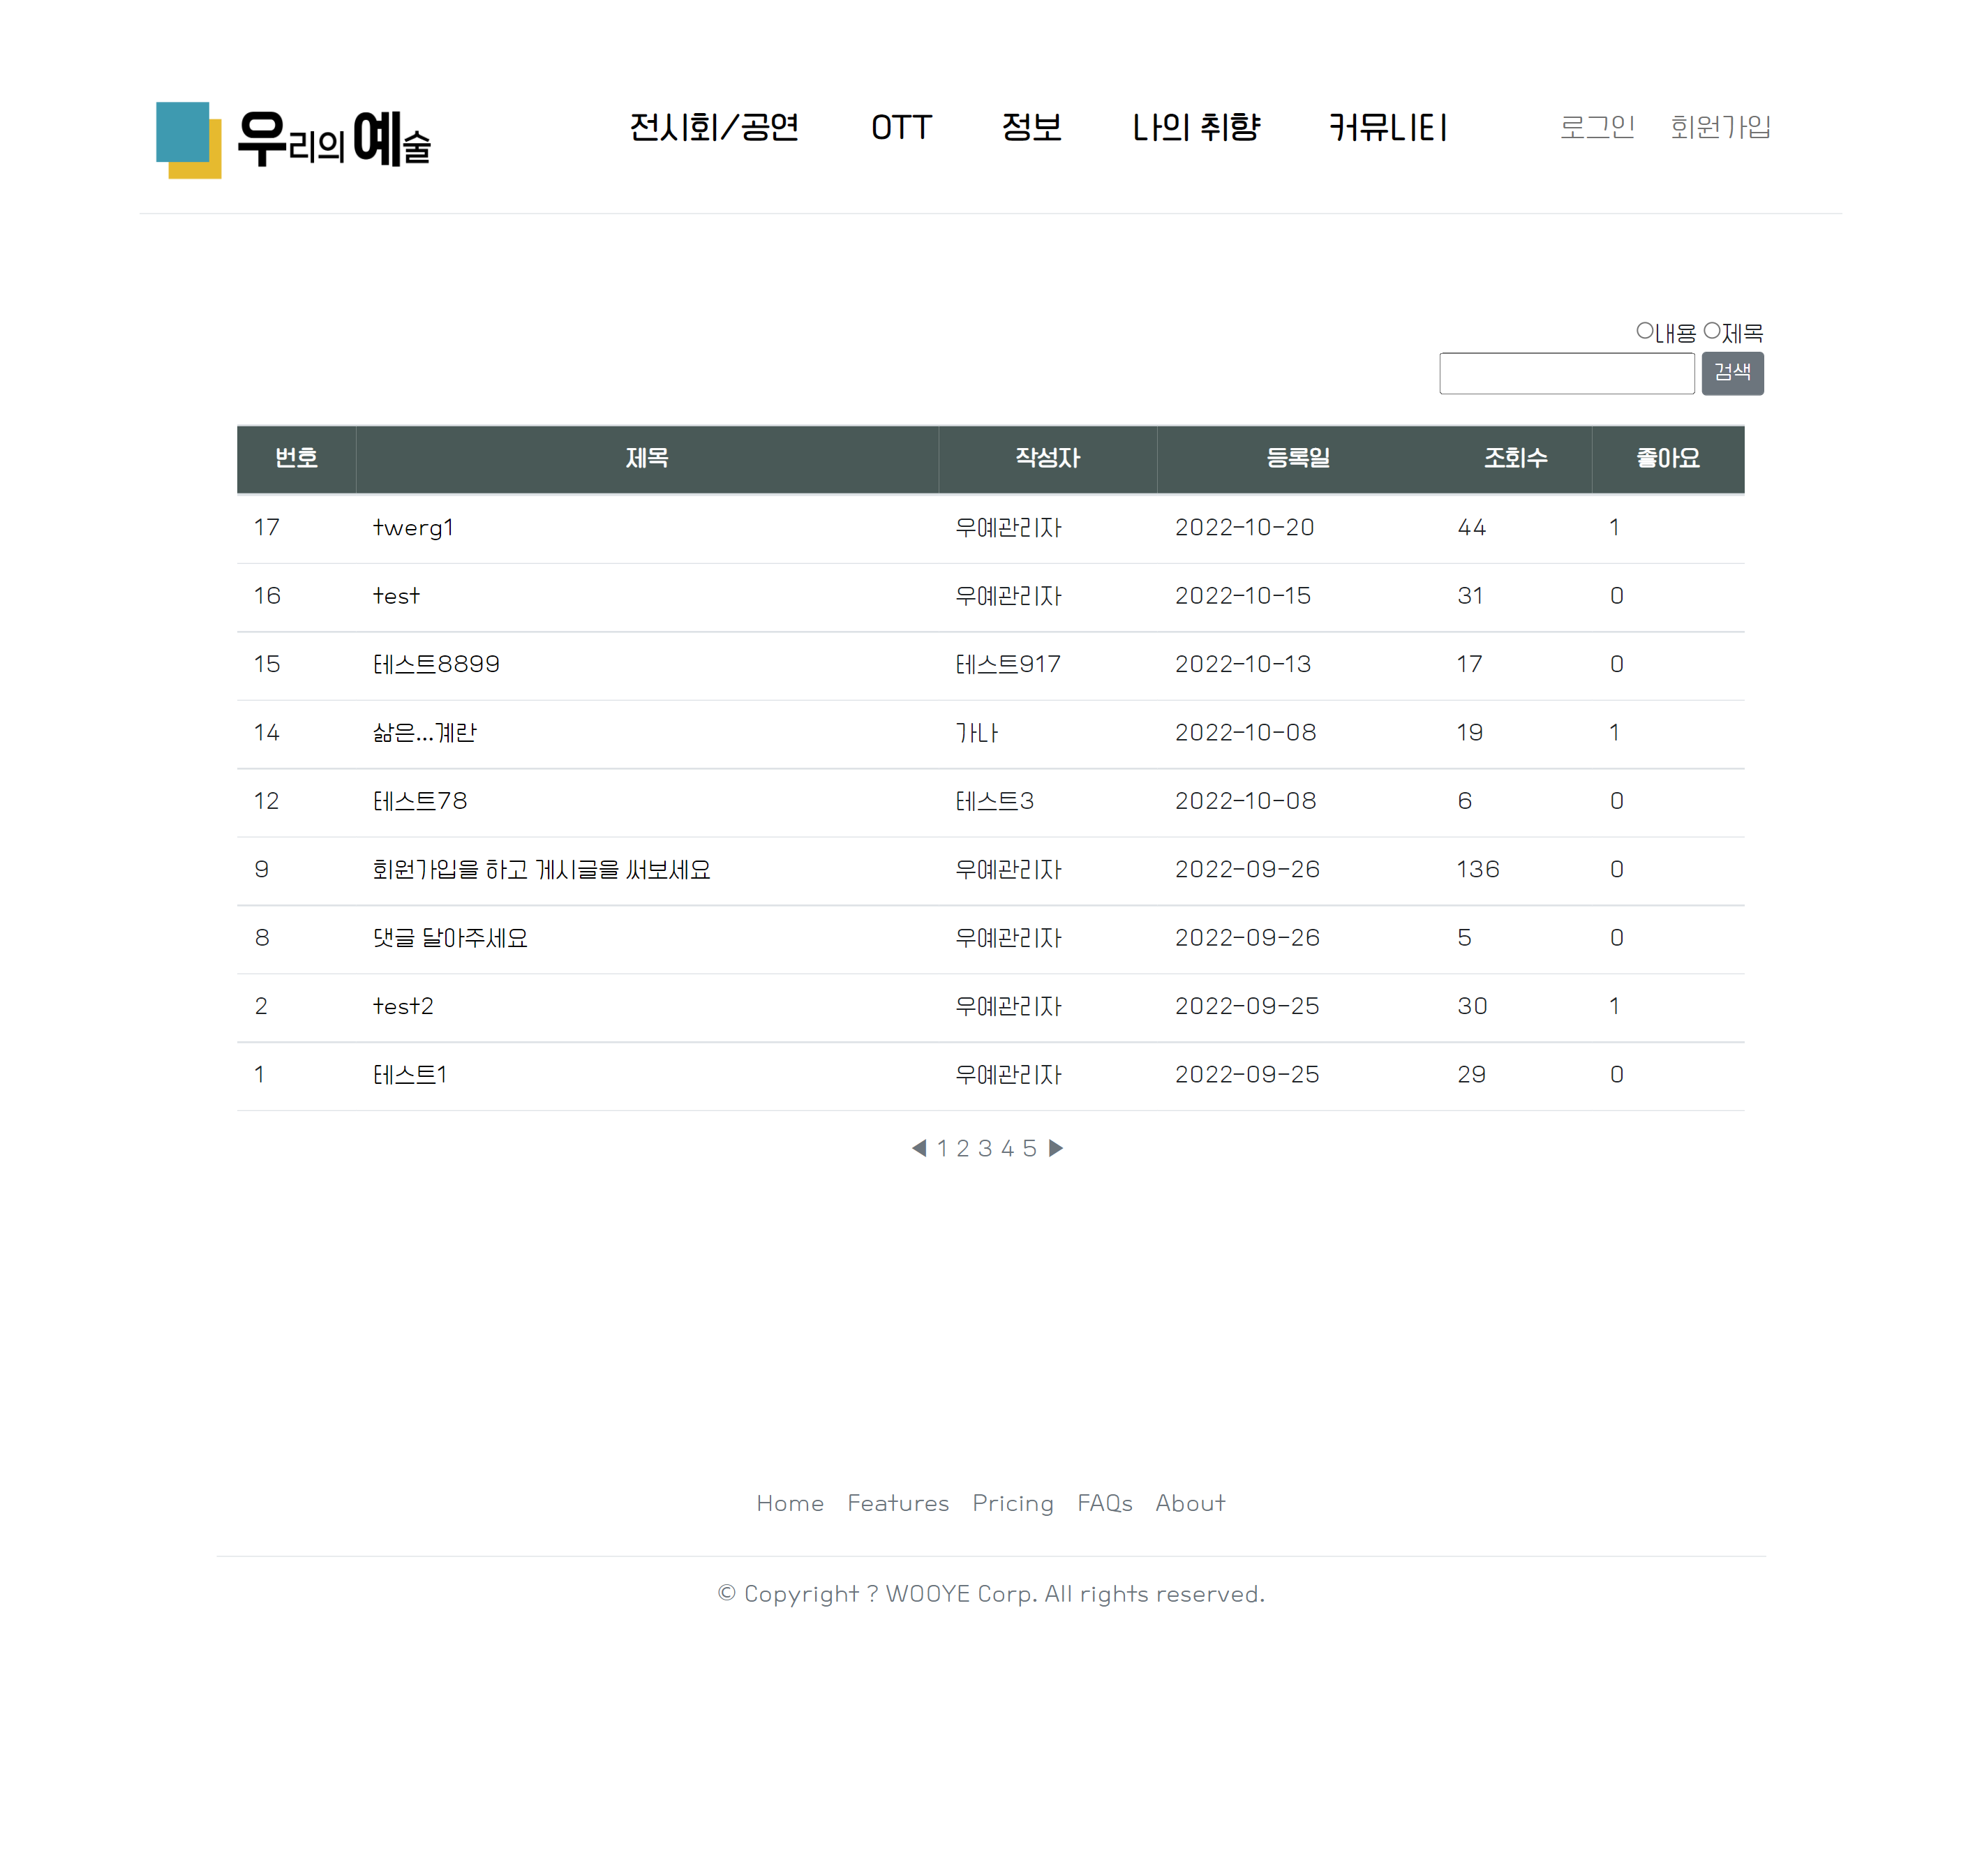 우리의 예술 전시회/공연 OTT 정보 나의 취향 커뮤니티 로그인 회원가입
내용 제목
검색
번호 제목 작성자 등록일 조회수 좋아요
17 twerg1 우예관리자 2022-10-20 44 1
16 test 우예관리자 2022-10-15 31 0
15 테스트8899 테스트917 2022-10-13 17 0
14 삶은...계란 가나 2022-10-08 19 1
12 테스트78 테스트3 2022-10-08 6 0
9 회원가입을 하고 게시글을 써보세요 우예관리자 2022-09-26 136 0
8 댓글 달아주세요 우예관리자 2022-09-26 5 0
2 test2 우예관리자 2022-09-25 30 1
1 테스트1 우예관리자 2022-09-25 29 0
◀ 1 2 3 4 5 ▶
Home Features Pricing FAQs About
© Copyright ? WOOYE Corp. All rights reserved.